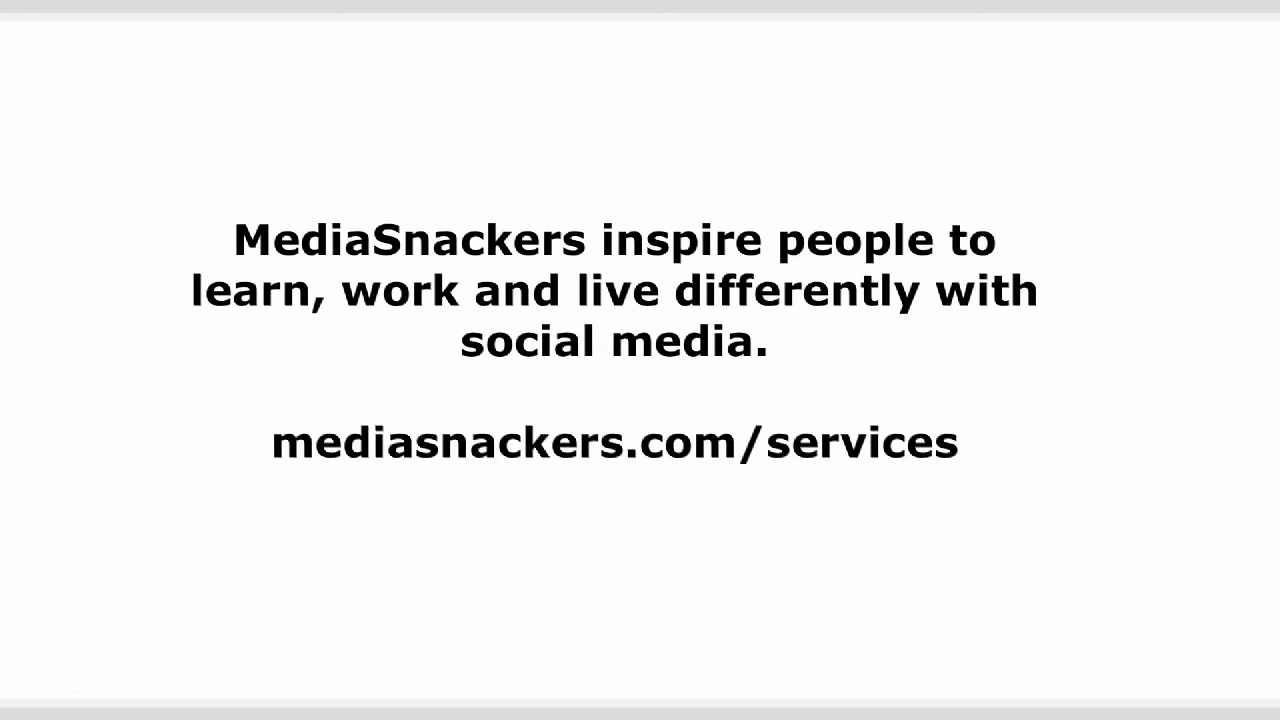 MediaSnackers inspire people to
learn, work and live differently with
social media.
mediasnackers.com/services